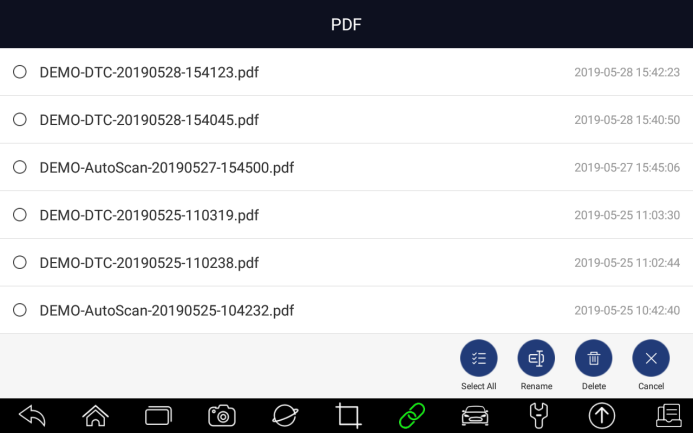 PDF
DEMO-DTC-20190528-154123.pdf 2019-05-28 15:42:23
DEMO-DTC-20190528-154045.pdf 2019-05-28 15:40:50
DEMO-AutoScan-20190527-154500.pdf 2019-05-27 15:45:06
DEMO-DTC-20190525-110319.pdf 2019-05-25 11:03:30
DEMO-DTC-20190525-110238.pdf 2019-05-25 11:02:44
DEMO-AutoScan-20190525-104232.pdf 2019-05-25 10:42:40
Select All Rename Delete Cancel